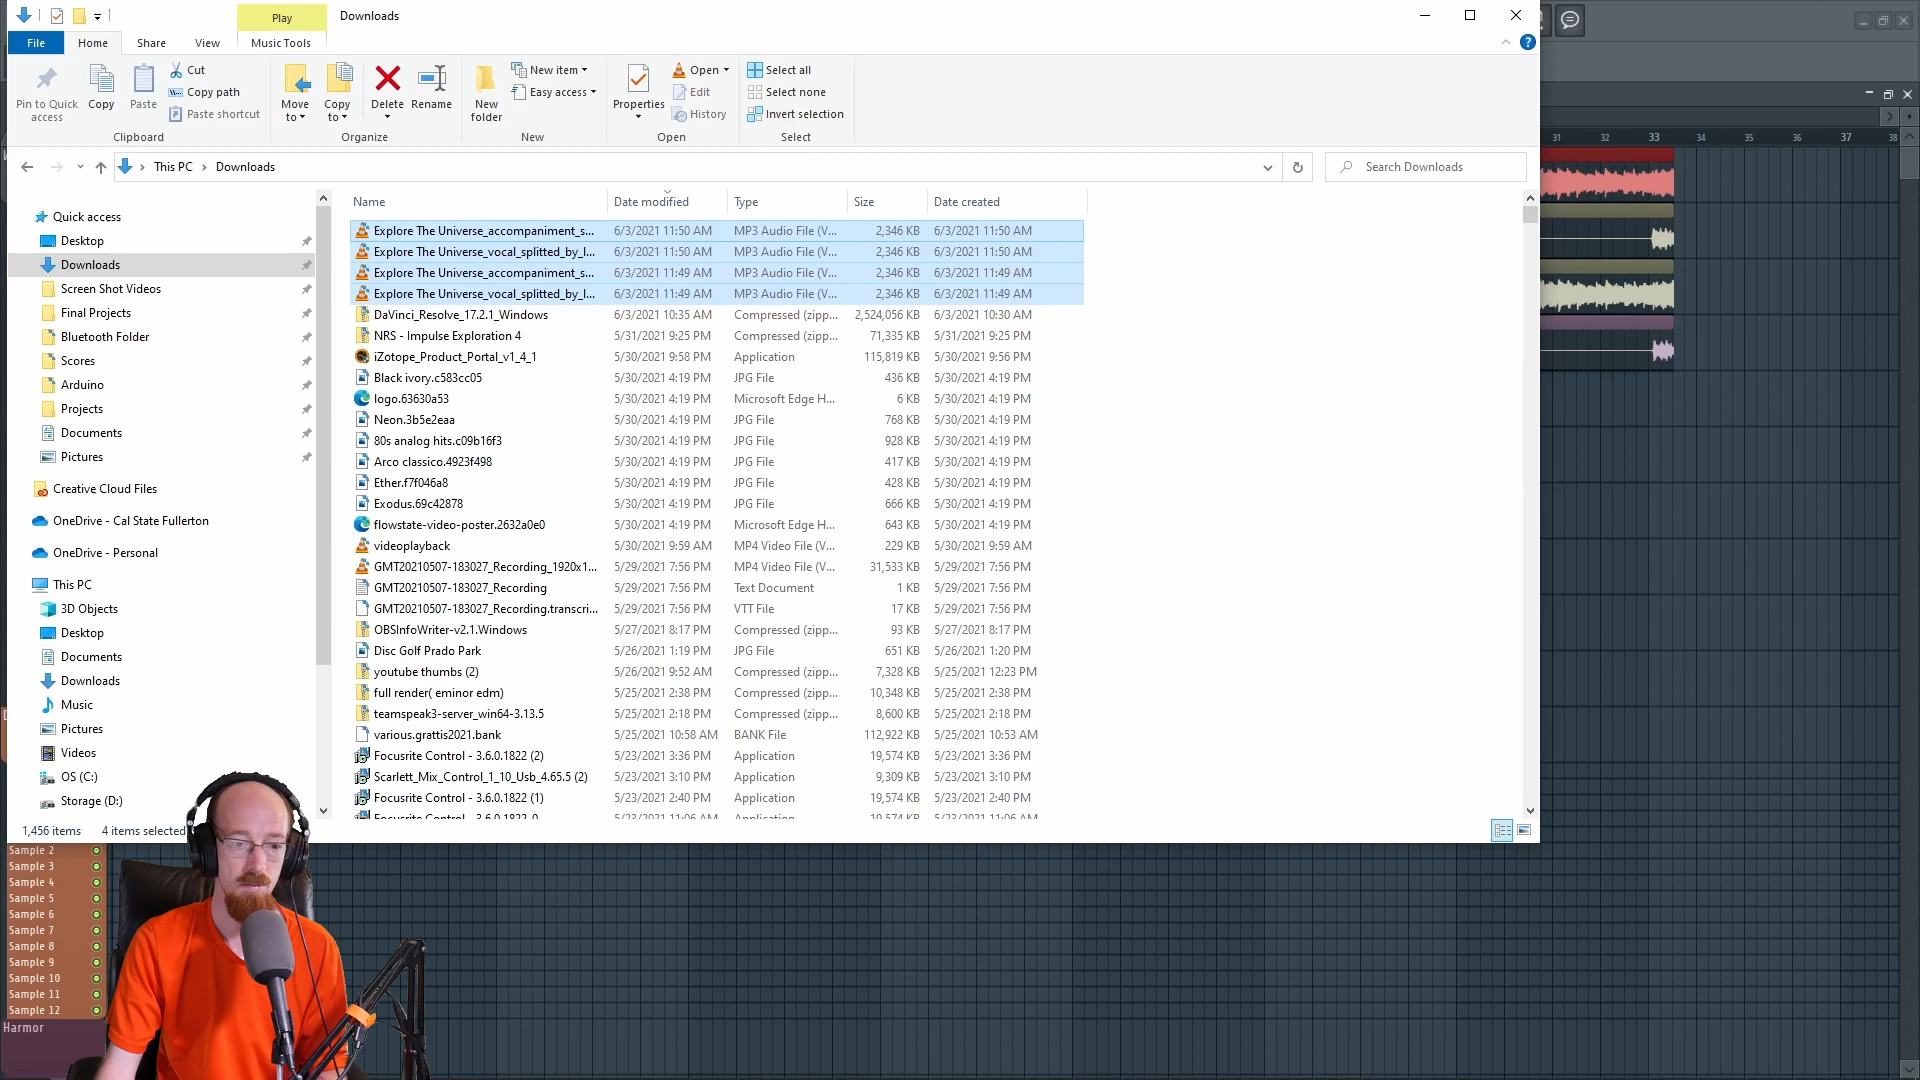 Play
Downloads
File
Home
Share
View
Music Tools
Pin to Quick access
Copy
Paste
Cut
Copy path
Paste shortcut
Clipboard
Move to
Copy to
Delete
Rename
Organize
New folder
New item
Easy access
New
Properties
Open
Edit
History
Open
Select all
Select none
Invert selection
Select
This PC
Downloads
Search Downloads
31 32 33 34 35 36 37 38
Quick access
Desktop
Downloads
Screen Shot Videos
Final Projects
Bluetooth Folder
Scores
Arduino
Projects
Documents
Pictures
Creative Cloud Files
OneDrive - Cal State Fullerton
OneDrive - Personal
This PC
3D Objects
Desktop
Documents
Downloads
Music
Pictures
Videos
OS (C:)
Storage (D:)
Name Date modified Type Size Date created
Explore The Universe_accompaniment_s... 6/3/2021 11:50 AM MP3 Audio File (V... 2,346 KB 6/3/2021 11:50 AM
Explore The Universe_vocal_splitted_by_l... 6/3/2021 11:50 AM MP3 Audio File (V... 2,346 KB 6/3/2021 11:50 AM
Explore The Universe_accompaniment_s... 6/3/2021 11:49 AM MP3 Audio File (V... 2,346 KB 6/3/2021 11:49 AM
Explore The Universe_vocal_splitted_by_l... 6/3/2021 11:49 AM MP3 Audio File (V... 2,346 KB 6/3/2021 11:49 AM
DaVinci_Resolve_17.2.1_Windows 6/3/2021 10:35 AM Compressed (zipp... 2,524,056 KB 6/3/2021 10:30 AM
NRS - Impulse Exploration 4 5/31/2021 9:25 PM Compressed (zipp... 71,335 KB 5/31/2021 9:25 PM
iZotope_Product_Portal_v1_4_1 5/30/2021 9:58 PM Application 115,819 KB 5/30/2021 9:56 PM
Black ivory.c583cc05 5/30/2021 4:19 PM JPG File 436 KB 5/30/2021 4:19 PM
logo.63630a53 5/30/2021 4:19 PM Microsoft Edge H... 6 KB 5/30/2021 4:19 PM
Neon.3b5e2eaa 5/30/2021 4:19 PM JPG File 768 KB 5/30/2021 4:19 PM
80s analog hits.c09b16f3 5/30/2021 4:19 PM JPG File 928 KB 5/30/2021 4:19 PM
Arco classico.4923f498 5/30/2021 4:19 PM JPG File 417 KB 5/30/2021 4:19 PM
Ether.f7f046a8 5/30/2021 4:19 PM JPG File 428 KB 5/30/2021 4:19 PM
Exodus.69c42878 5/30/2021 4:19 PM JPG File 666 KB 5/30/2021 4:19 PM
flowstate-video-poster.2632a0e0 5/30/2021 4:19 PM Microsoft Edge H... 643 KB 5/30/2021 4:19 PM
videoplayback 5/30/2021 9:59 AM MP4 Video File (V... 229 KB 5/30/2021 9:59 AM
GMT20210507-183027_Recording_1920x1... 5/29/2021 7:56 PM MP4 Video File (V... 31,533 KB 5/29/2021 7:56 PM
GMT20210507-183027_Recording 5/29/2021 7:56 PM Text Document 1 KB 5/29/2021 7:56 PM
GMT20210507-183027_Recording.transcri... 5/29/2021 7:56 PM VTT File 17 KB 5/29/2021 7:56 PM
OBSInfoWriter-v2.1.Windows 5/27/2021 8:17 PM Compressed (zipp... 93 KB 5/27/2021 8:17 PM
Disc Golf Prado Park 5/26/2021 1:19 PM JPG File 651 KB 5/26/2021 1:20 PM
youtube thumbs (2) 5/26/2021 9:52 AM Compressed (zipp... 7,328 KB 5/25/2021 12:23 PM
full render( eminor edm) 5/25/2021 2:38 PM Compressed (zipp... 10,348 KB 5/25/2021 2:38 PM
teamspeak3-server_win64-3.13.5 5/25/2021 2:18 PM Compressed (zipp... 8,600 KB 5/25/2021 2:18 PM
various.grattis2021.bank 5/25/2021 10:58 AM BANK File 112,922 KB 5/25/2021 10:53 AM
Focusrite Control - 3.6.0.1822 (2) 5/23/2021 3:36 PM Application 19,574 KB 5/23/2021 3:36 PM
Scarlett_Mix_Control_1_10_Usb_4.65.5 (2) 5/23/2021 3:10 PM Application 9,309 KB 5/23/2021 3:10 PM
Focusrite Control - 3.6.0.1822 (1) 5/23/2021 2:40 PM Application 19,574 KB 5/23/2021 2:40 PM
Focusrite Control - 3.6.0.1822_0 5/23/2021 11:06 AM Application 19,574 KB 5/23/2021 11:06 AM
1,456 items 4 items selected
Sample 2
Sample 3
Sample 4
Sample 5
Sample 6
Sample 7
Sample 8
Sample 9
Sample 10
Sample 11
Sample 12
Harmor